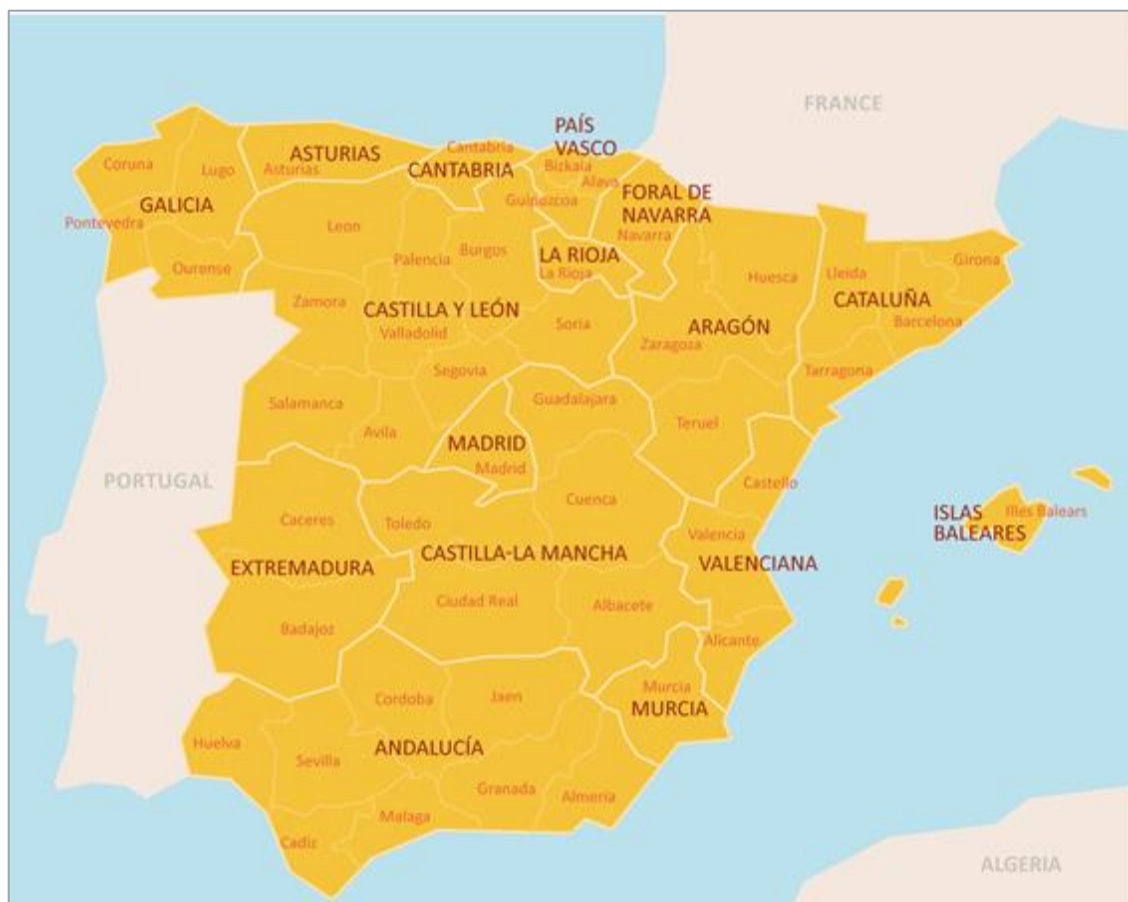 FRANCE
PAÍS
VASCO
Cantabria
ASTURIAS
Coruna
Lugo
Asturias
CANTABRIA
Bizkaia
Alava
GALICIA
Guipuzcoa
FORAL DE
NAVARRA
Pontevedra
Leon
Navarra
Ourense
Palencia
Burgos
LA RIOJA
La Rioja
Huesca
Lleida
Girona
Zamora
CASTILLA Y LEÓN
Valladolid
Soria
ARAGÓN
CATALUÑA
Barcelona
Zaragoza
Segovia
Tarragona
Salamanca
Guadalajara
Avila
MADRID
Madrid
Teruel
PORTUGAL
Castello
Caceres
Toledo
Cuenca
ISLAS
BALEARES
Illes Balears
Valencia
EXTREMADURA
CASTILLA-LA MANCHA
VALENCIANA
Ciudad Real
Albacete
Badajoz
Alicante
Cordoba
Jaen
Murcia
MURCIA
Huelva
Sevilla
ANDALUCÍA
Granada
Almeria
Malaga
Cadiz
ALGERIA